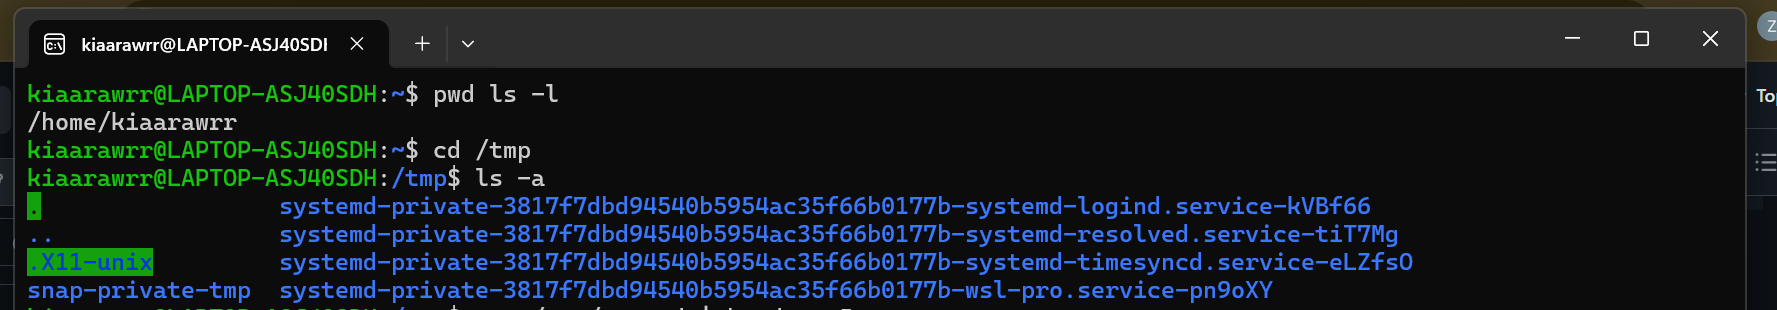 kiaarawrr@LAPTOP-ASJ40SDH
Z
kiaarawrr@LAPTOP-ASJ40SDH:~$ pwd ls -l
/home/kiaarawrr
kiaarawrr@LAPTOP-ASJ40SDH:~$ cd /tmp
kiaarawrr@LAPTOP-ASJ40SDH:/tmp$ ls -a
. systemd-private-3817f7dbd94540b5954ac35f66b0177b-systemd-logind.service-kVBf66
.. systemd-private-3817f7dbd94540b5954ac35f66b0177b-systemd-resolved.service-tiT7Mg
.X11-unix systemd-private-3817f7dbd94540b5954ac35f66b0177b-systemd-timesyncd.service-eLZfsO
snap-private-tmp systemd-private-3817f7dbd94540b5954ac35f66b0177b-wsl-pro.service-pn9oXY